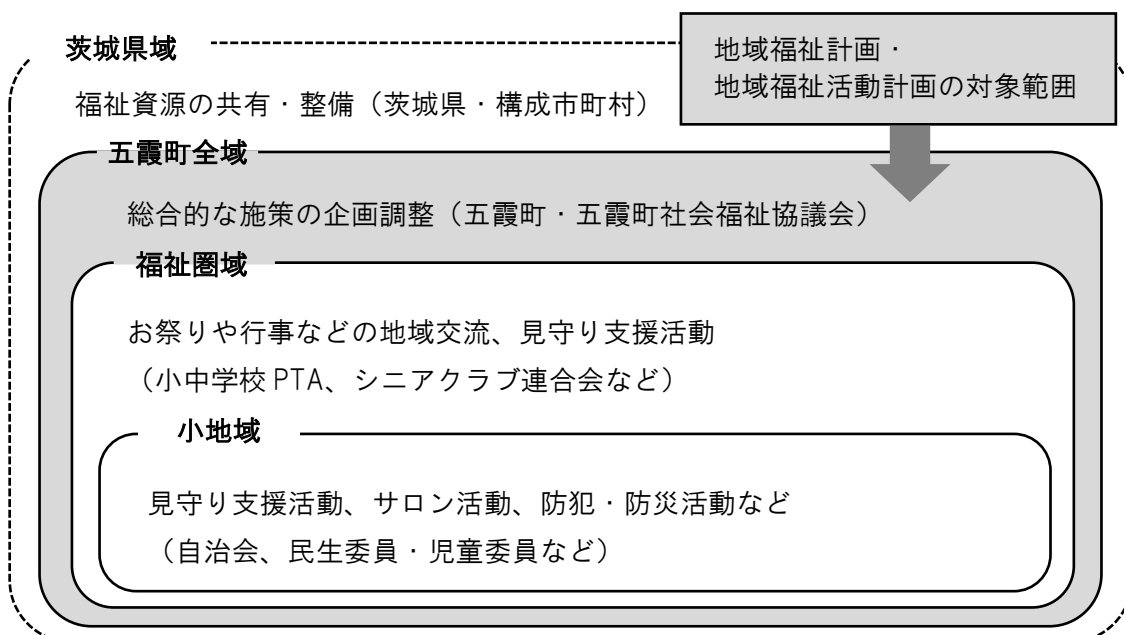 茨城県域
地域福祉計画・
地域福祉活動計画の対象範囲
福祉資源の共有・整備（茨城県・構成市町村）
五霞町全域
総合的な施策の企画調整（五霞町・五霞町社会福祉協議会）
福祉圏域
お祭りや行事などの地域交流、見守り支援活動
（小中学校 PTA、シニアクラブ連合会など）
小地域
見守り支援活動、サロン活動、防犯・防災活動など
（自治会、民生委員・児童委員など）